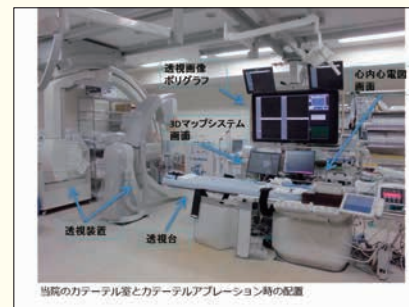 透視画像
ポリグラフ
心内心電図
画面
3Dマップシステム
画面
透視装置
透視台
当院のカテーテル室とカテーテルアブレーション時の配置